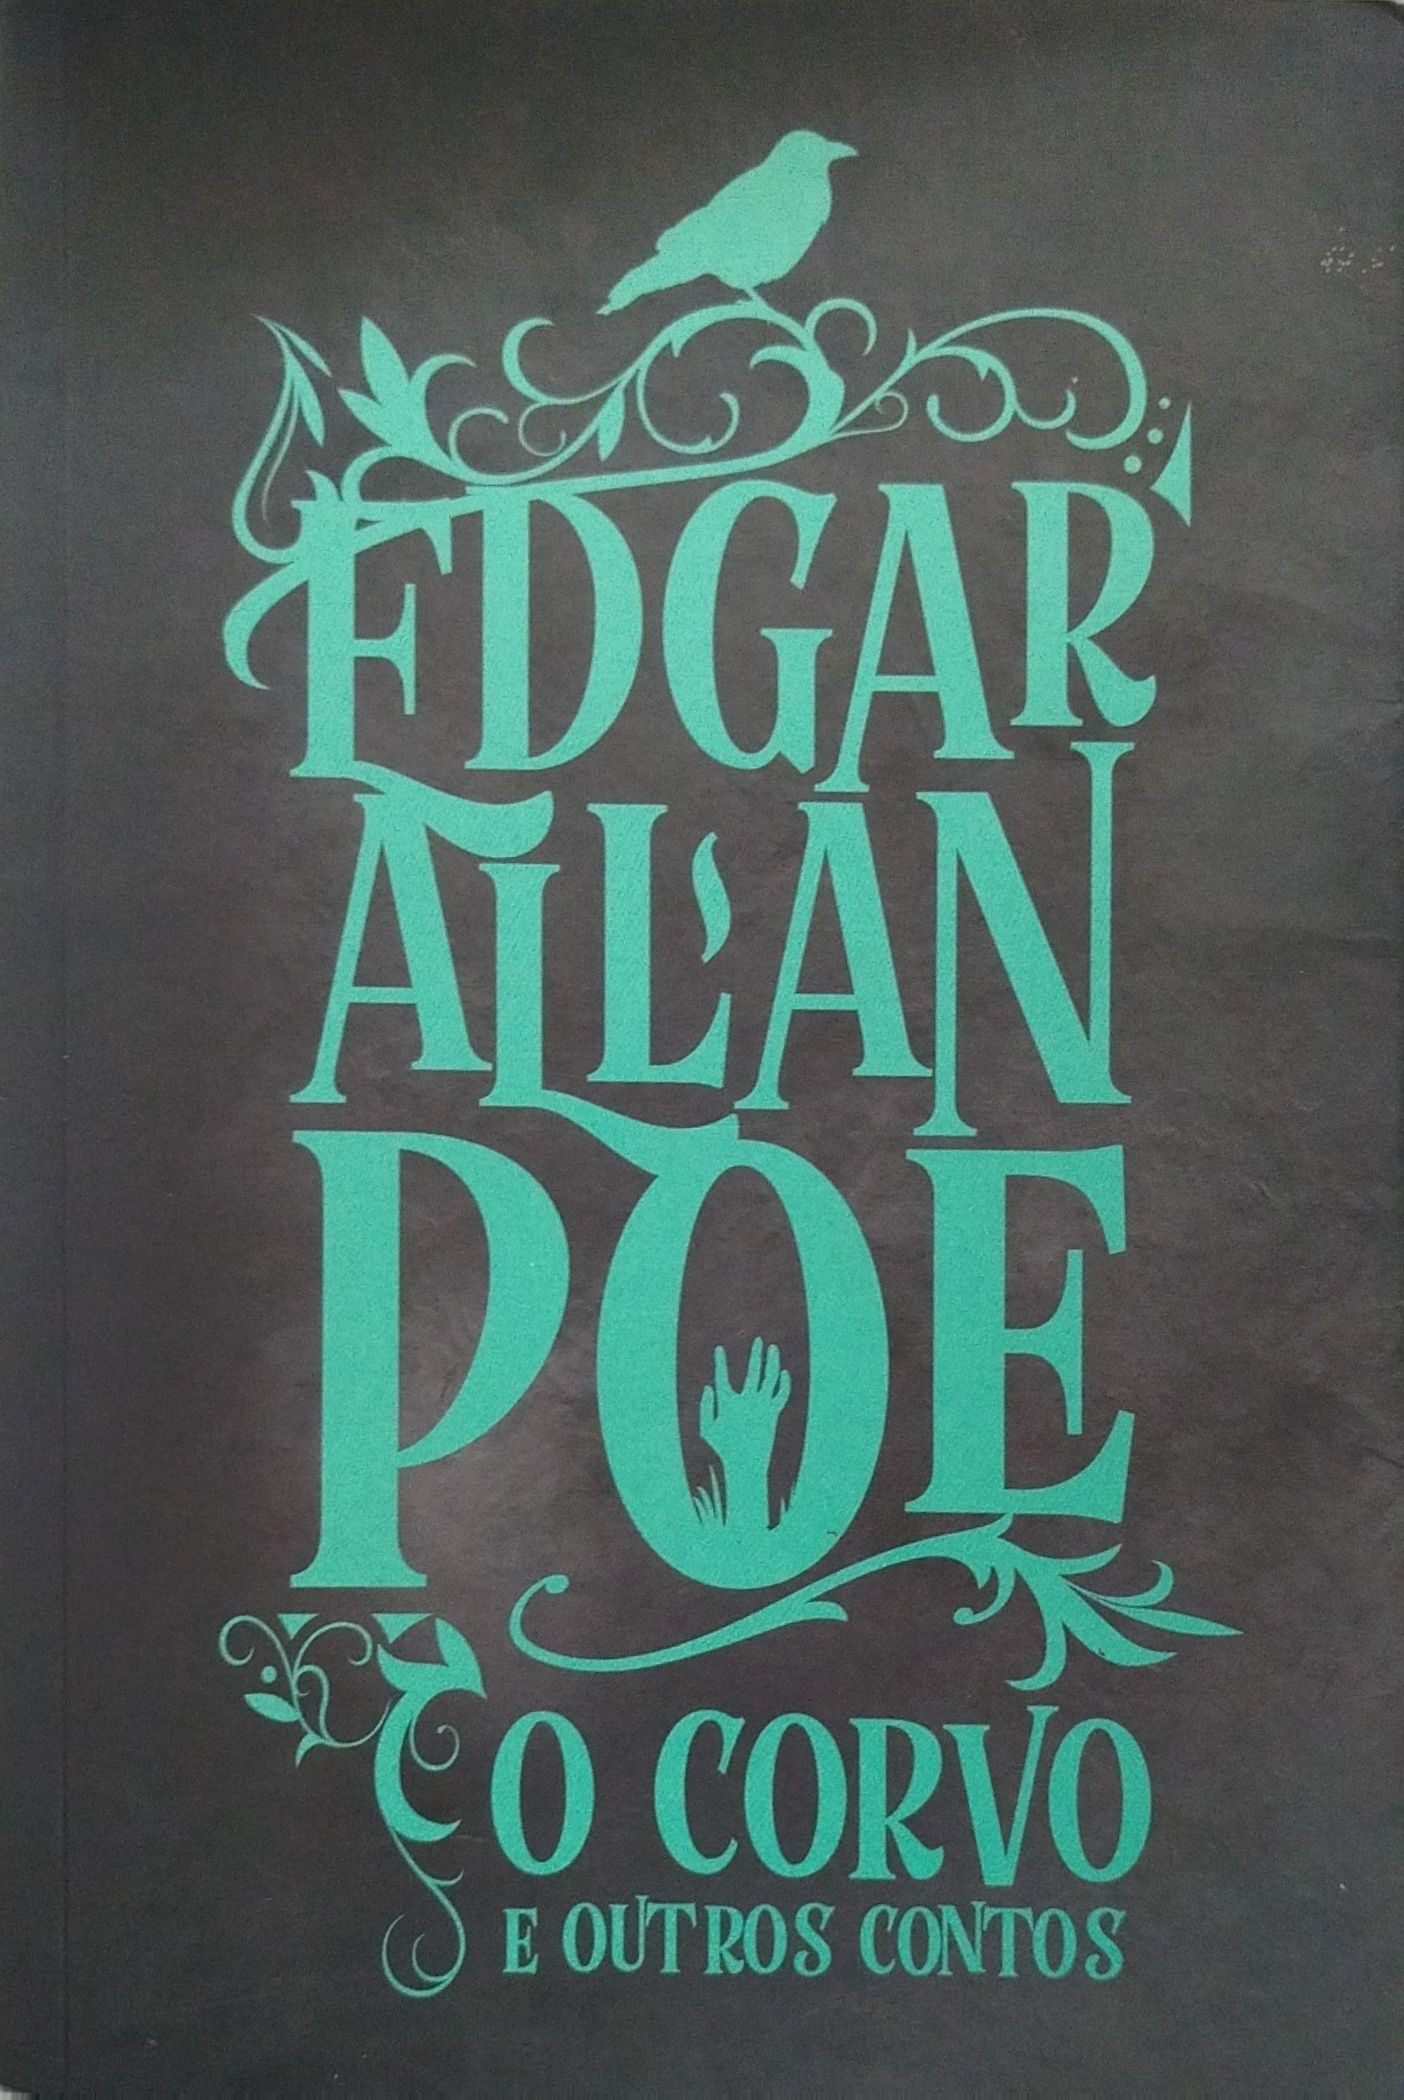 EDGAR
ALLAN
POE
O CORVO
E OUTROS CONTOS